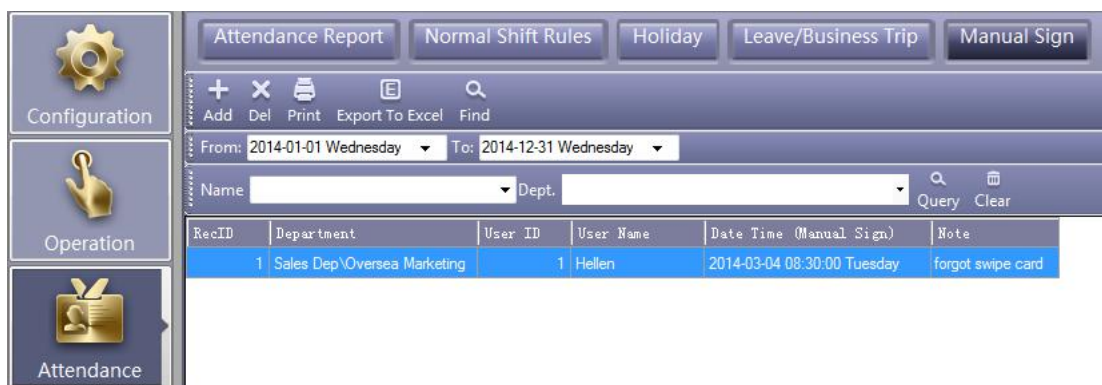 Configuration
Operation
Attendance
Attendance Report Normal Shift Rules Holiday Leave/Business Trip Manual Sign
Add Del Print E Export To Excel Find
From: 2014-01-01 Wednesday To: 2014-12-31 Wednesday
Name Dept. Query Clear
RecID Department User ID User Name Date Time (Manual Sign) Note
1 Sales Dep\Oversea Marketing 1 Hellen 2014-03-04 08:30:00 Tuesday forgot swipe card